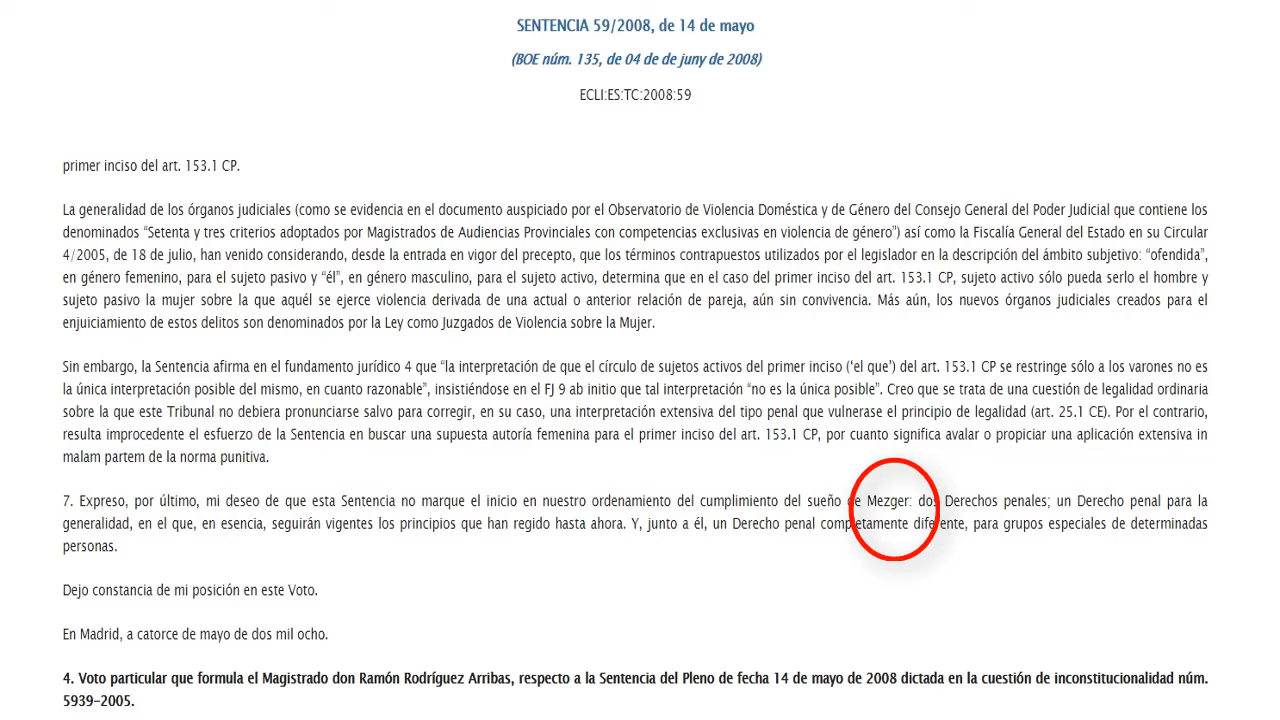 SENTENCIA 59/2008, de 14 de mayo
(BOE núm. 135, de 04 de de juny de 2008)
ECLI:ES:TC:2008:59
primer inciso del art. 153.1 CP.
La generalidad de los órganos judiciales (como se evidencia en el documento auspiciado por el Observatorio de Violencia Doméstica y de Género del Consejo General del Poder Judicial que contiene los
denominados “Setenta y tres criterios adoptados por Magistrados de Audiencias Provinciales con competencias exclusivas en violencia de género”) así como la Fiscalía General del Estado en su Circular
4/2005, de 18 de julio, han venido considerando, desde la entrada en vigor del precepto, que los términos contrapuestos utilizados por el legislador en la descripción del ámbito subjetivo: “ofendida”,
en género femenino, para el sujeto pasivo y “él”, en género masculino, para el sujeto activo, determina que en el caso del primer inciso del art. 153.1 CP, sujeto activo sólo pueda serlo el hombre y
sujeto pasivo la mujer sobre la que aquél se ejerce violencia derivada de una actual o anterior relación de pareja, aún sin convivencia. Más aún, los nuevos órganos judiciales creados para el
enjuiciamiento de estos delitos son denominados por la Ley como Juzgados de Violencia sobre la Mujer.
Sin embargo, la Sentencia afirma en el fundamento jurídico 4 que “la interpretación de que el círculo de sujetos activos del primer inciso (‘el que’) del art. 153.1 CP se restringe sólo a los varones no es
la única interpretación posible del mismo, en cuanto razonable”, insistiéndose en el FJ 9 ab initio que tal interpretación “no es la única posible”. Creo que se trata de una cuestión de legalidad ordinaria
sobre la que este Tribunal no debiera pronunciarse salvo para corregir, en su caso, una interpretación extensiva del tipo penal que vulnerase el principio de legalidad (art. 25.1 CE). Por el contrario,
resulta improcedente el esfuerzo de la Sentencia en buscar una supuesta autoría femenina para el primer inciso del art. 153.1 CP, por cuanto significa avalar o propiciar una aplicación extensiva in
malam partem de la norma punitiva.
7. Expreso, por último, mi deseo de que esta Sentencia no marque el inicio en nuestro ordenamiento del cumplimiento del sueño de Mezger: dos Derechos penales; un Derecho penal para la
generalidad, en el que, en esencia, seguirán vigentes los principios que han regido hasta ahora. Y, junto a él, un Derecho penal completamente diferente, para grupos especiales de determinadas
personas.
Dejo constancia de mi posición en este Voto.
En Madrid, a catorce de mayo de dos mil ocho.
4. Voto particular que formula el Magistrado don Ramón Rodríguez Arribas, respecto a la Sentencia del Pleno de fecha 14 de mayo de 2008 dictada en la cuestión de inconstitucionalidad núm.
5939-2005.